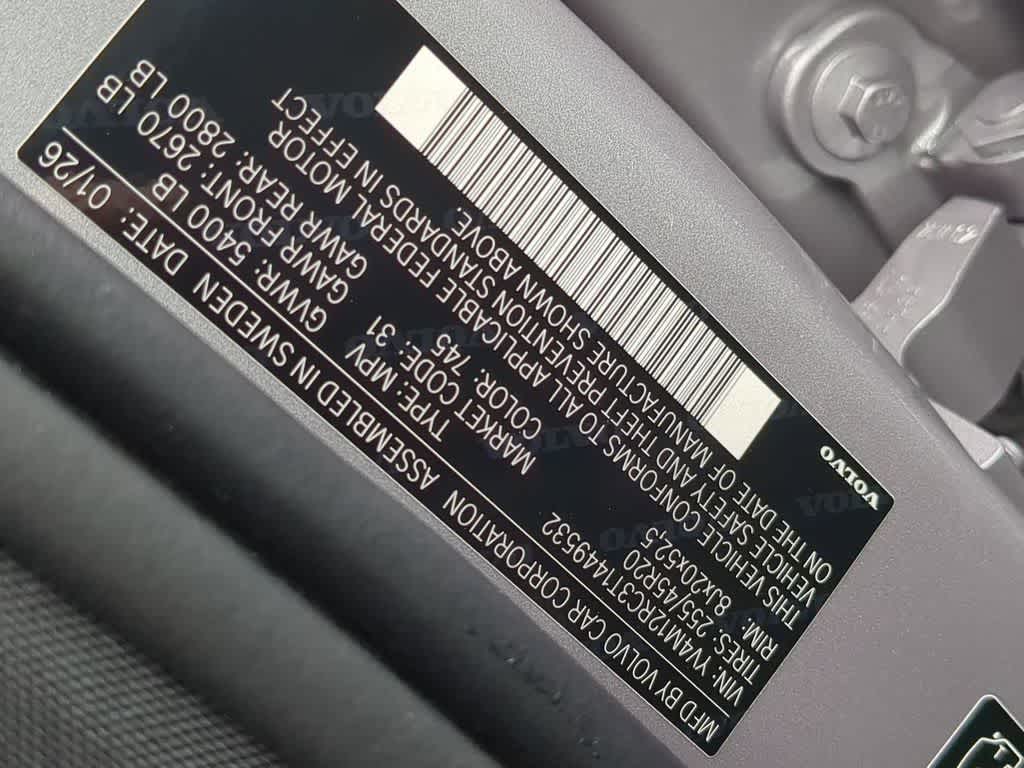 MFD BY VOLVO CAR CORPORATION ASSEMBLED IN SWEDEN DATE: 01/26
VIN: YV4M12RC3T1449532 GVWR: 5400 LB
TIRES: 255/45R20 TYPE: MPV GAWR FRONT: 2670 LB
RIM: 8Jx20x52,5 MARKET CODE: 31 GAWR REAR: 2800 LB
COLOR: 745
THIS VEHICLE CONFORMS TO ALL APPLICABLE FEDERAL MOTOR
VEHICLE SAFETY AND THEFT PREVENTION STANDARDS IN EFFECT
ON THE DATE OF MANUFACTURE SHOWN ABOVE.
VOLVO